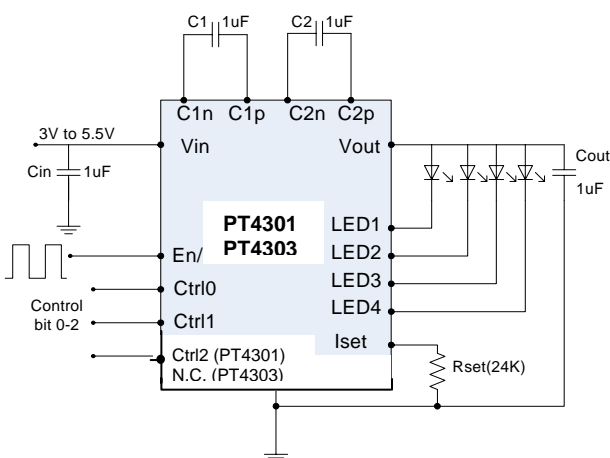 C1 1uF
C2 1uF
C1n C1p C2n C2p
3V to 5.5V
Vin
Vout
Cin 1uF
Cout
1uF
PT4301
PT4303
LED1
LED2
LED3
LED4
En/
Ctrl0
Control
bit 0-2
Ctrl1
Iset
Ctrl2 (PT4301)
N.C. (PT4303)
Rset(24K)